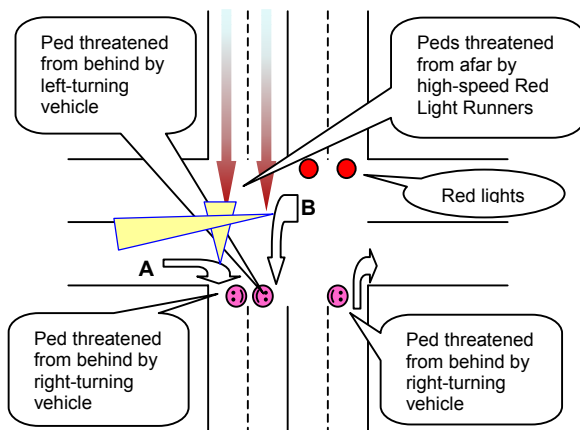 Ped threatened
from behind by
left-turning
vehicle
Peds threatened
from afar by
high-speed Red
Light Runners
Red lights
B
A
Ped threatened
from behind by
right-turning
vehicle
Ped threatened
from behind by
right-turning
vehicle